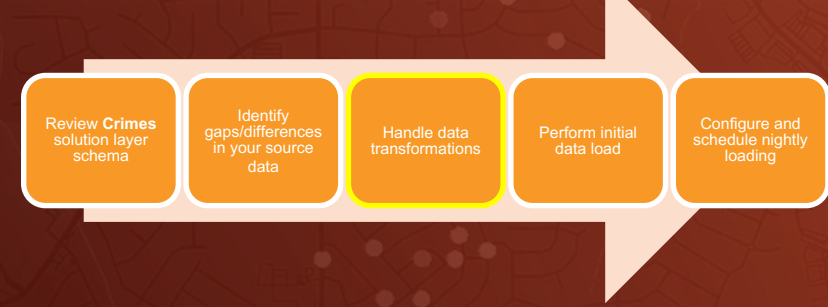 Review Crimes
solution layer
schema
Identify
gaps/differences
in your source
data
Handle data
transformations
Perform initial
data load
Configure and
schedule nightly
loading